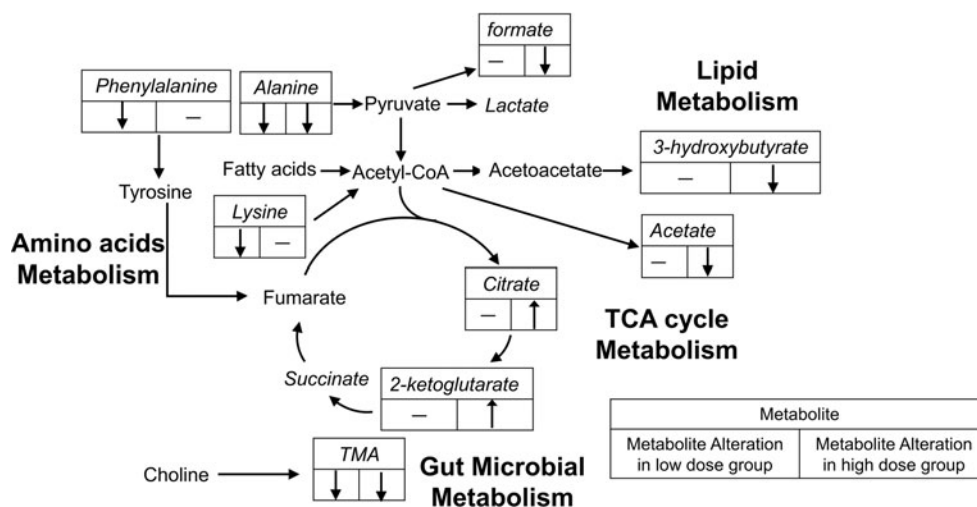 formate
—
Phenylalanine
—
Alanine
Pyruvate
Lactate
Lipid
Metabolism
Fatty acids
Acetyl-CoA
Acetoacetate
3-hydroxybutyrate
—
Tyrosine
Lysine
—
Acetate
—
Amino acids
Metabolism
Fumarate
Citrate
—
TCA cycle
Metabolism
Succinate
2-ketoglutarate
—
Metabolite
Metabolite Alteration
in low dose group
Metabolite Alteration
in high dose group
Choline
TMA
Gut Microbial
Metabolism